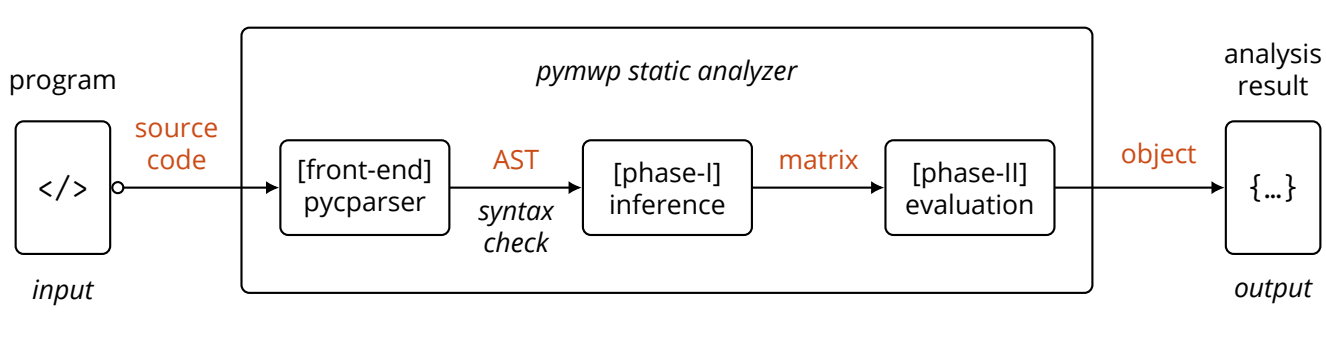 pymwp static analyzer
program
</>
input
source
code
[front-end]
pycparser
AST
syntax
check
[phase-I]
inference
matrix
[phase-II]
evaluation
object
analysis
result
{…}
output